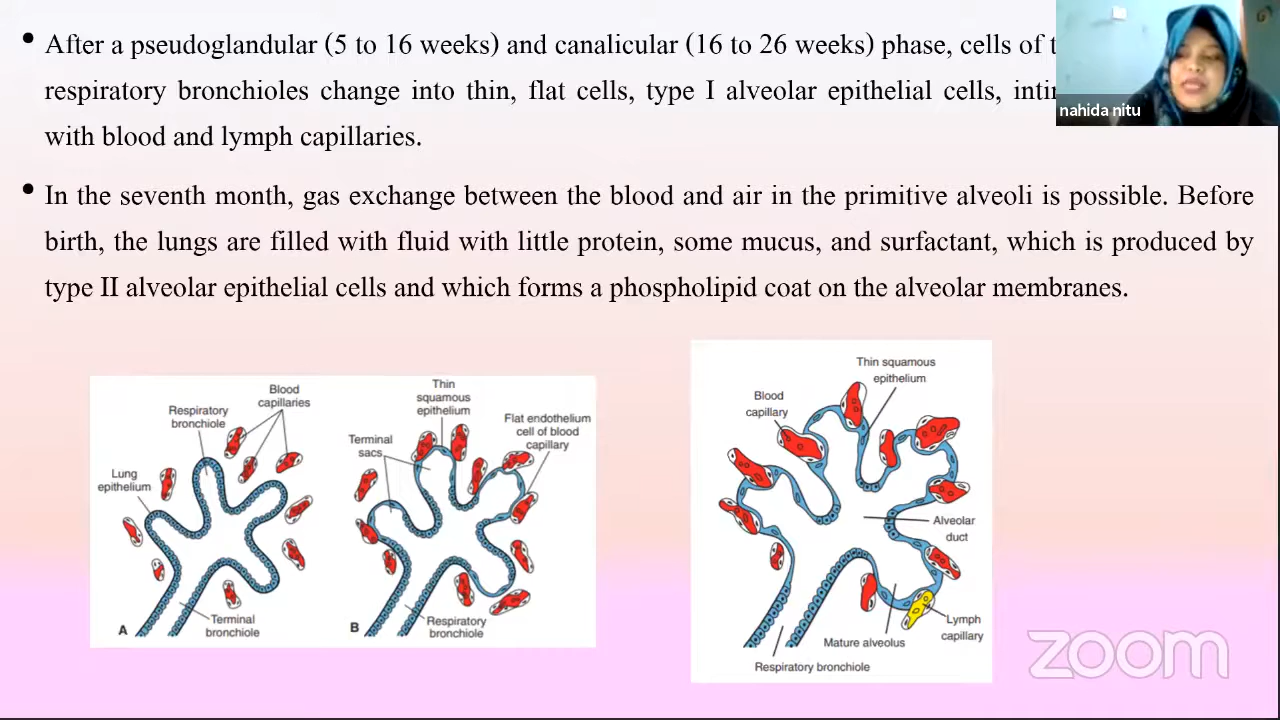 • After a pseudoglandular (5 to 16 weeks) and canalicular (16 to 26 weeks) phase, cells of
respiratory bronchioles change into thin, flat cells, type I alveolar epithelial cells,
with blood and lymph capillaries.
nahida nitu
• In the seventh month, gas exchange between the blood and air in the primitive alveoli is possible. Before
birth, the lungs are filled with fluid with little protein, some mucus, and surfactant, which is produced by
type II alveolar epithelial cells and which forms a phospholipid coat on the alveolar membranes.
Blood
capillaries
Respiratory
bronchiole
Lung
epithelium
Terminal
bronchiole
A
Thin
squamous
epithelium
Terminal
sacs
Flat endothelium
cell of blood
capillary
Respiratory
bronchiole
B
Thin squamous
epithelium
Blood
capillary
Alveolar
duct
Lymph
capillary
Mature alveolus
Respiratory bronchiole
zoom